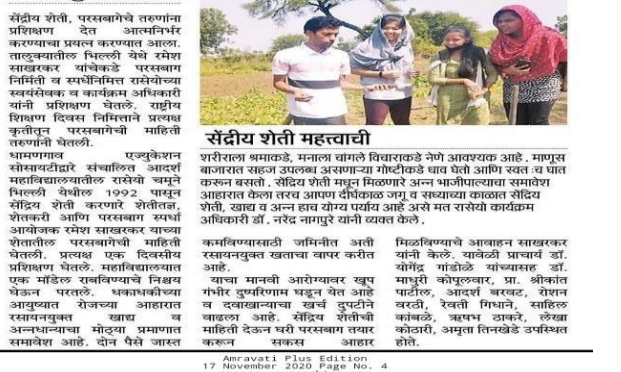 सेंद्रीय शेती, परसबागेचे तरुणांना
प्रशिक्षण देत आत्मनिर्भर
करण्याचा प्रयत्न करण्यात आला.
तालुक्यातील भिल्ली येथे रमेश
साखरकर यांचेकडे परसबाग
निर्मिती व स्पर्धेनिमित्त रासेयोच्या
स्वयंसेवक व कार्यक्रम अधिकारी
यांनी प्रशिक्षण घेतले. राष्ट्रीय
शिक्षण दिवस निमित्ताने प्रत्यक्ष
कृतीतून परसबागेची माहिती
तरुणांनी घेतली.
धामणगाव एज्युकेशन
सोसायटीद्वारे संचालित आदर्श
महाविद्यालयातील रासेयो चमूने
भिल्ली येथील 1992 पासून
सेंद्रिय शेती करणारे शेतीतज्ञ,
शेतकरी आणि परसबाग स्पर्धा
आयोजक रमेश साखरकर याच्या
शेतातील परसबागेची माहिती
घेतली. प्रत्यक्ष एक दिवसीय
प्रशिक्षण घेतले. महाविद्यालयात
एक मॉडेल राबविण्याचे निश्चय
घेऊन परतले. धकाधकीच्या
आयुष्यात रोजच्या आहारात
रसायनयुक्त खाद्य व
अन्नधान्याचा मोठ्या प्रमाणात
समावेश आहे. दोन पैसे जास्त
सेंद्रीय शेती महत्त्वाची
शरीराला श्रमाकडे, मनाला चांगले विचाराकडे नेणे आवश्यक आहे. माणूस
बाजारात सहज उपलब्ध असणाऱ्या गोष्टीकडे धाव घेतो आणि स्वतःच घात
करून बसतो. सेंद्रिय शेती मधून मिळणारे अन्न भाजीपाल्याचा समावेश
आहारात केला तरच आपण दीर्घकाळ जगू व सध्याच्या काळात सेंद्रिय
शेती, खाद्य व अन्न हाच योग्य पर्याय आहे असे मत रासेयो कार्यक्रम
अधिकारी डॉ. नरेंद्र नागपुरे यांनी व्यक्त केले.
कमविण्यासाठी जमिनीत अती
रसायनयुक्त खताचा वापर करीत
आहे.
याचा मानवी आरोग्यावर खुप
गंभीर दुष्परिणाम घडून येत आहे
व दवाखान्याचा खर्च दुपटीने
वाढला आहे. सेंद्रिय शेतीची
माहिती देऊन घरी परसबाग तयार
करून सकस आहार
मिळविण्याचे आवाहन साखरकर
यांनी केले. यावेळी प्राचार्य डॉ.
योगेंद्र गांडोळे यांच्यासह डॉ.
माधुरी कोपूलवार, प्रा. श्रीकांत
पाटील, आदर्श बरवट, रोशन
वरठी, रेवती गिधाने, साहिल
कांबळे, ऋषभ ठाकरे, लेखा
कोठारी, अमृता तिनखेडे उपस्थित
होते.
Amravati Plus Edition
17 November 2020 Page No. 4